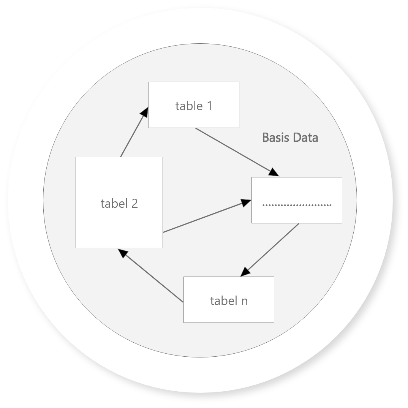 table 1
Basis Data
tabel 2
.......................
tabel n